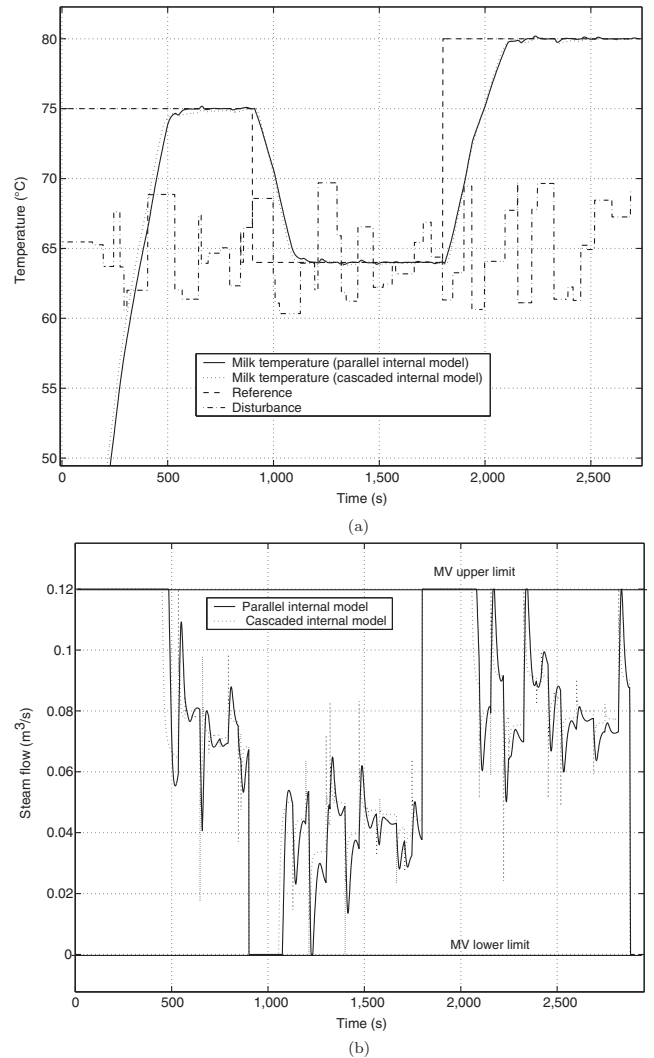 80
75
70
65
60
55
50
Temperature (°C)
Milk temperature (parallel internal model)
Milk temperature (cascaded internal model)
Reference
Disturbance
0 500 1,000 1,500 2,000 2,500
Time (s)
(a)
MV upper limit
0.12
0.1
0.08
0.06
0.04
0.02
0
Steam flow (m³/s)
Parallel internal model
Cascaded internal model
MV lower limit
0 500 1,000 1,500 2,000 2,500
Time (s)
(b)